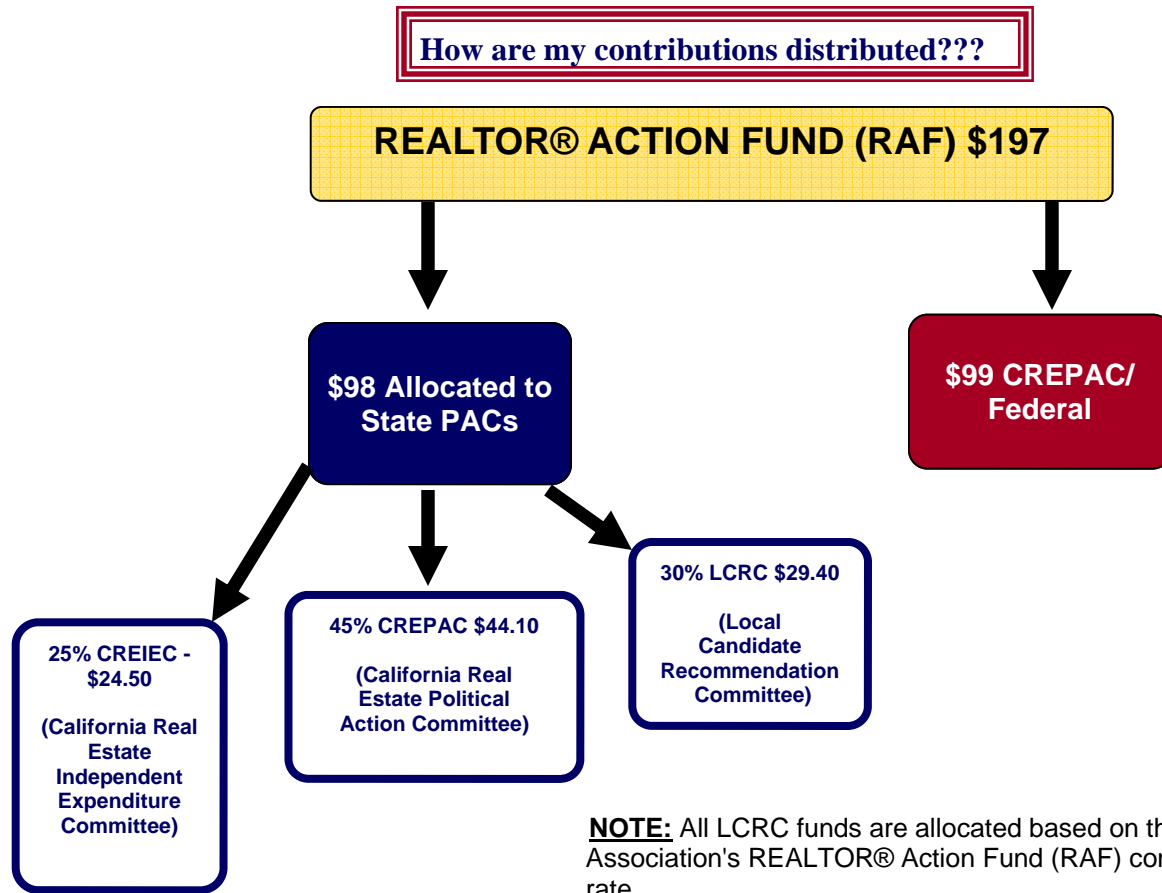 How are my contributions distributed???
REALTOR® ACTION FUND (RAF) $197
$98 Allocated to
State PACs
$99 CREPAC/
Federal
30% LCRC $29.40
(Local
Candidate
Recommendation
Committee)
45% CREPAC $44.10
(California Real
Estate Political
Action Committee)
25% CREIEC -
$24.50
(California Real
Estate
Independent
Expenditure
Committee)
NOTE: All LCRC funds are allocated based on
Association's REALTOR® Action Fund (RAF)
rate